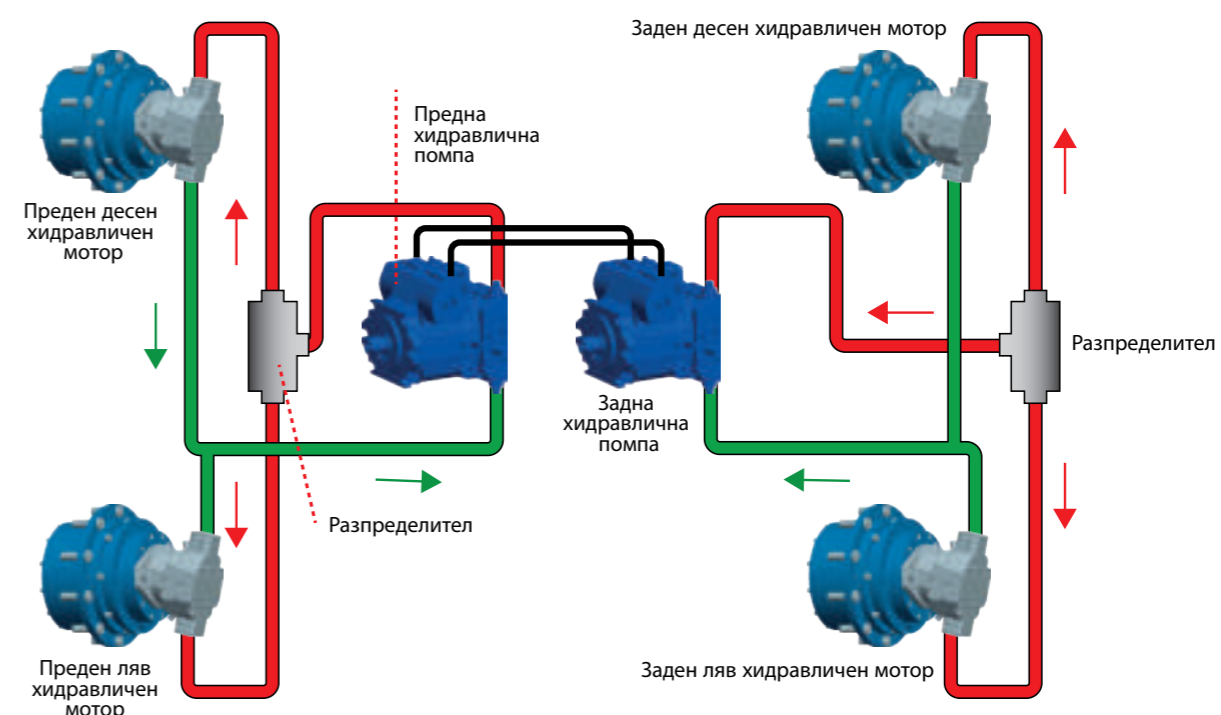 Заден десен хидравличен мотор
Предна
хидравлична
помпа
Преден десен
хидравличен
мотор
Разпределител
Задна
хидравлична
помпа
Разпределител
Преден ляв
хидравличен
мотор
Заден ляв хидравличен мотор